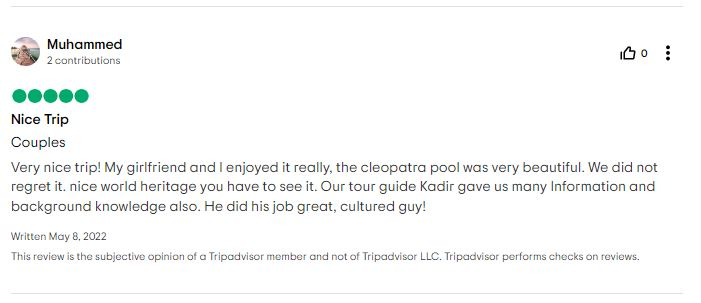 Muhammed
2 contributions
0
Nice Trip
Couples
Very nice trip! My girlfriend and I enjoyed it really, the cleopatra pool was very beautiful. We did not
regret it. nice world heritage you have to see it. Our tour guide Kadir gave us many Information and
background knowledge also. He did his job great, cultured guy!
Written May 8, 2022
This review is the subjective opinion of a Tripadvisor member and not of Tripadvisor LLC. Tripadvisor performs checks on reviews.